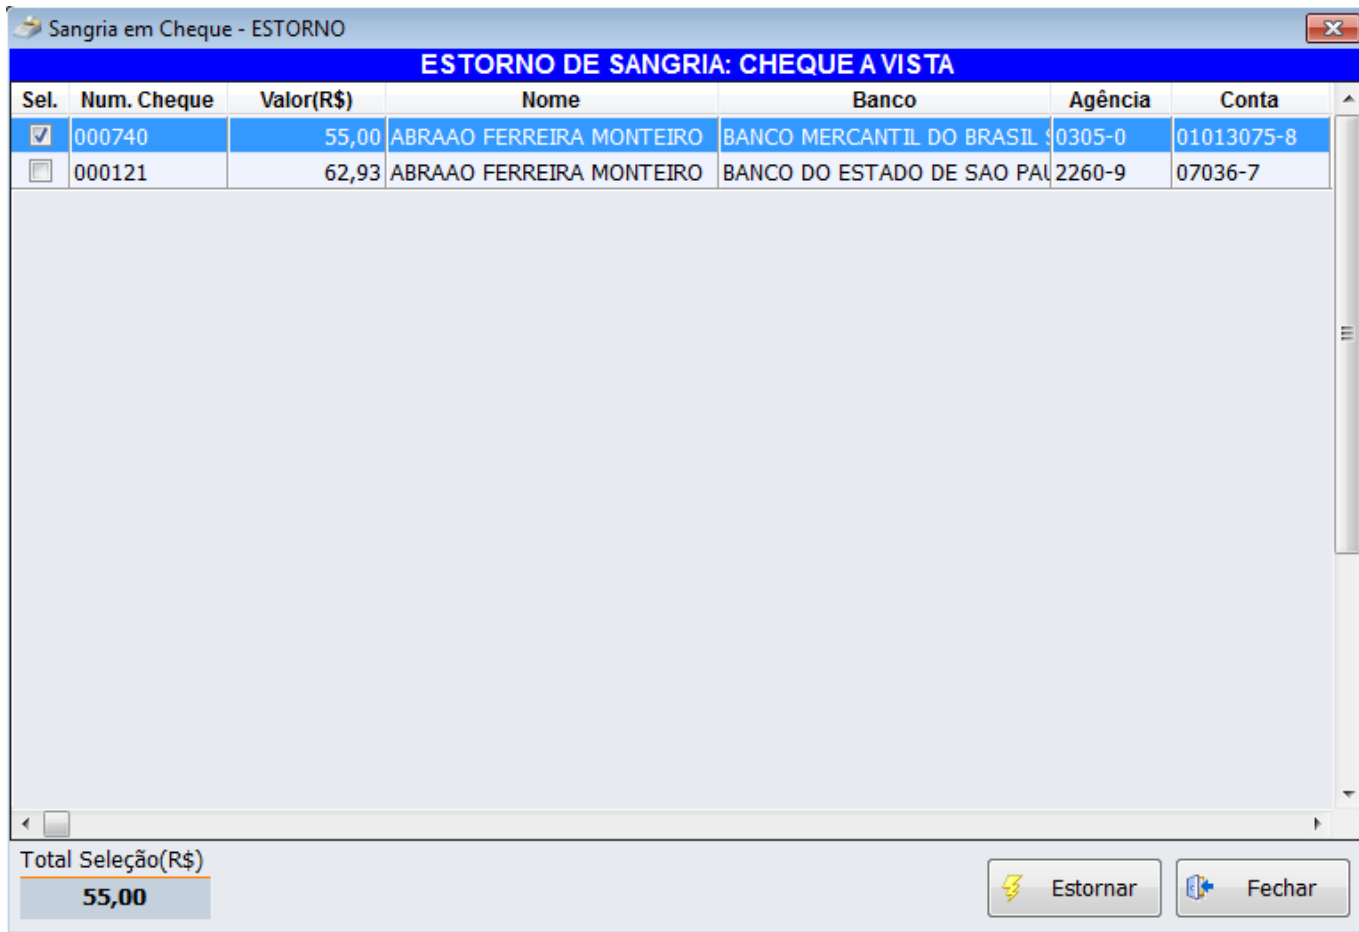 Sangria em Cheque - ESTORNO
ESTORNO DE SANGRIA: CHEQUE A VISTA
Sel. Num. Cheque Valor(R$) Nome Banco Agência Conta
000740 55,00 ABRAAO FERREIRA MONTEIRO BANCO MERCANTIL DO BRASIL 0305-0 01013075-8
000121 62,93 ABRAAO FERREIRA MONTEIRO BANCO DO ESTADO DE SAO PAU 2260-9 07036-7
Total Seleção(R$)
55,00
Estornar Fechar